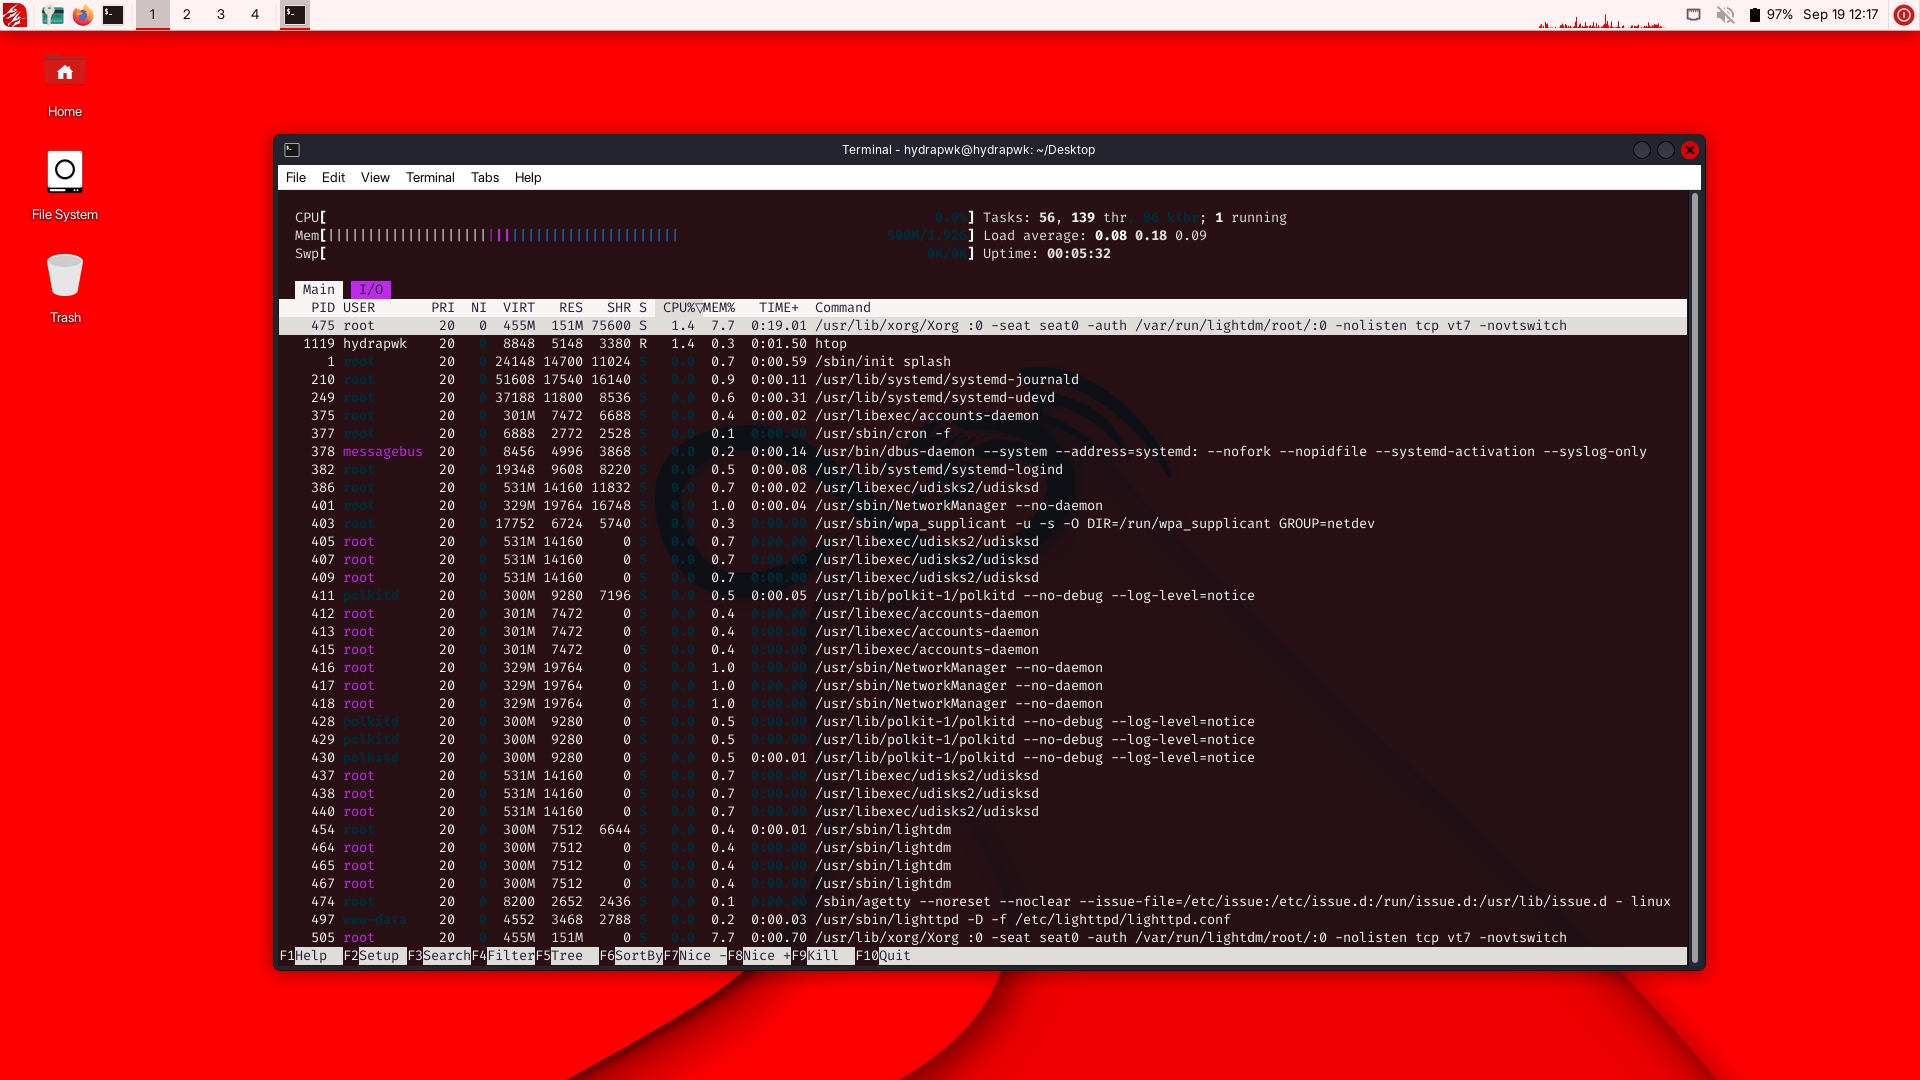 1 2 3 4 97% Sep 19 12:17
Home
File System
Trash
Terminal - hydrapwk@hydrapwk: ~/Desktop
File Edit View Terminal Tabs Help
CPU[ 0.0%] Tasks: 56, 139 thr, 86 kthr; 1 running
Mem[||||||||||||||||||||||||||||||||||||||||||||500M/1.92G] Load average: 0.08 0.18 0.09
Swp[ 0K/0K] Uptime: 00:05:32
Main I/O
PID USER PRI NI VIRT RES SHR S CPU%▽MEM% TIME+ Command
475 root 20 0 455M 151M 75600 S 1.4 7.7 0:19.01 /usr/lib/xorg/Xorg :0 -seat seat0 -auth /var/run/lightdm/root/:0 -nolisten tcp vt7 -novtswitch
1119 hydrapwk 20 0 8848 5148 3380 R 1.4 0.3 0:01.50 htop
1 root 20 0 24148 14700 11024 S 0.0 0.7 0:00.59 /sbin/init splash
210 root 20 0 51608 17540 16140 S 0.0 0.9 0:00.11 /usr/lib/systemd/systemd-journald
249 root 20 0 37188 11800 8536 S 0.0 0.6 0:00.31 /usr/lib/systemd/systemd-udevd
375 root 20 0 301M 7472 6688 S 0.0 0.4 0:00.02 /usr/libexec/accounts-daemon
377 root 20 0 6888 2772 2528 S 0.0 0.1 0:00.00 /usr/sbin/cron -f
378 messagebus 20 0 8456 4996 3868 S 0.0 0.2 0:00.14 /usr/bin/dbus-daemon --system --address=systemd: --nofork --nopidfile --systemd-activation --syslog-only
382 root 20 0 19348 9608 8220 S 0.0 0.5 0:00.08 /usr/lib/systemd/systemd-logind
386 root 20 0 531M 14160 11832 S 0.0 0.7 0:00.02 /usr/libexec/udisks2/udisksd
401 root 20 0 329M 19764 16748 S 0.0 1.0 0:00.04 /usr/sbin/NetworkManager --no-daemon
403 root 20 0 17752 6724 5740 S 0.0 0.3 0:00.00 /usr/sbin/wpa_supplicant -u -s -O DIR=/run/wpa_supplicant GROUP=netdev
405 root 20 0 531M 14160 0 S 0.0 0.7 0:00.00 /usr/libexec/udisks2/udisksd
407 root 20 0 531M 14160 0 S 0.0 0.7 0:00.00 /usr/libexec/udisks2/udisksd
409 root 20 0 531M 14160 0 S 0.0 0.7 0:00.00 /usr/libexec/udisks2/udisksd
411 polkitd 20 0 300M 9280 7196 S 0.0 0.5 0:00.05 /usr/lib/polkit-1/polkitd --no-debug --log-level=notice
412 root 20 0 301M 7472 0 S 0.0 0.4 0:00.00 /usr/libexec/accounts-daemon
413 root 20 0 301M 7472 0 S 0.0 0.4 0:00.00 /usr/libexec/accounts-daemon
415 root 20 0 301M 7472 0 S 0.0 0.4 0:00.00 /usr/libexec/accounts-daemon
416 root 20 0 329M 19764 0 S 0.0 1.0 0:00.00 /usr/sbin/NetworkManager --no-daemon
417 root 20 0 329M 19764 0 S 0.0 1.0 0:00.00 /usr/sbin/NetworkManager --no-daemon
418 root 20 0 329M 19764 0 S 0.0 1.0 0:00.00 /usr/sbin/NetworkManager --no-daemon
428 polkitd 20 0 300M 9280 0 S 0.0 0.5 0:00.00 /usr/lib/polkit-1/polkitd --no-debug --log-level=notice
429 polkitd 20 0 300M 9280 0 S 0.0 0.5 0:00.00 /usr/lib/polkit-1/polkitd --no-debug --log-level=notice
430 polkitd 20 0 300M 9280 0 S 0.0 0.5 0:00.01 /usr/lib/polkit-1/polkitd --no-debug --log-level=notice
437 root 20 0 531M 14160 0 S 0.0 0.7 0:00.00 /usr/libexec/udisks2/udisksd
438 root 20 0 531M 14160 0 S 0.0 0.7 0:00.00 /usr/libexec/udisks2/udisksd
440 root 20 0 531M 14160 0 S 0.0 0.7 0:00.00 /usr/libexec/udisks2/udisksd
454 root 20 0 300M 7512 6644 S 0.0 0.4 0:00.01 /usr/sbin/lightdm
464 root 20 0 300M 7512 0 S 0.0 0.4 0:00.00 /usr/sbin/lightdm
465 root 20 0 300M 7512 0 S 0.0 0.4 0:00.00 /usr/sbin/lightdm
467 root 20 0 300M 7512 0 S 0.0 0.4 0:00.00 /usr/sbin/lightdm
474 root 20 0 8200 2652 2436 S 0.0 0.1 0:00.00 /sbin/agetty --noreset --noclear --issue-file=/etc/issue:/etc/issue.d:/run/issue.d:/usr/lib/issue.d - linux
497 www-data 20 0 4552 3468 2788 S 0.0 0.2 0:00.03 /usr/sbin/lighttpd -D -f /etc/lighttpd/lighttpd.conf
505 root 20 0 455M 151M 0 S 0.0 7.7 0:00.70 /usr/lib/xorg/Xorg :0 -seat seat0 -auth /var/run/lightdm/root/:0 -nolisten tcp vt7 -novtswitch
F1Help F2Setup F3SearchF4FilterF5Tree F6SortByF7Nice -F8Nice +F9Kill F10Quit